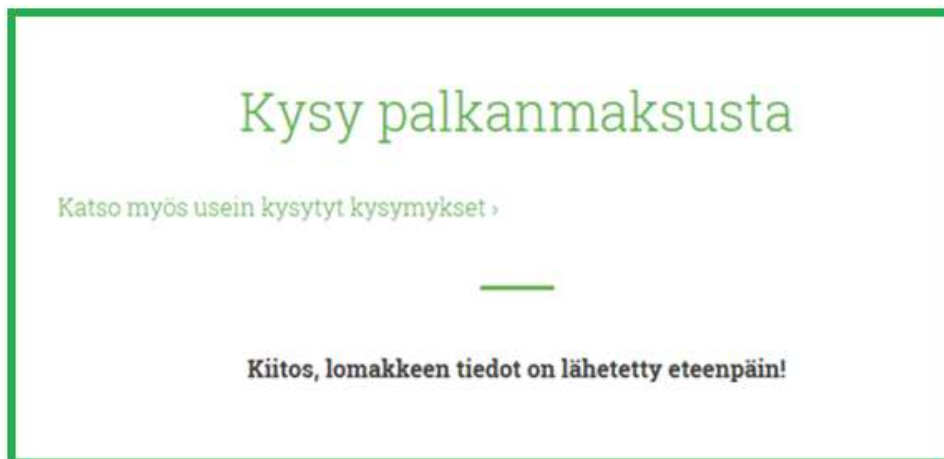 Kysy palkanmaksusta
Katso myös usein kysytyt kysymykset ›
Kiitos, lomakkeen tiedot on lähetetty eteenpäin!